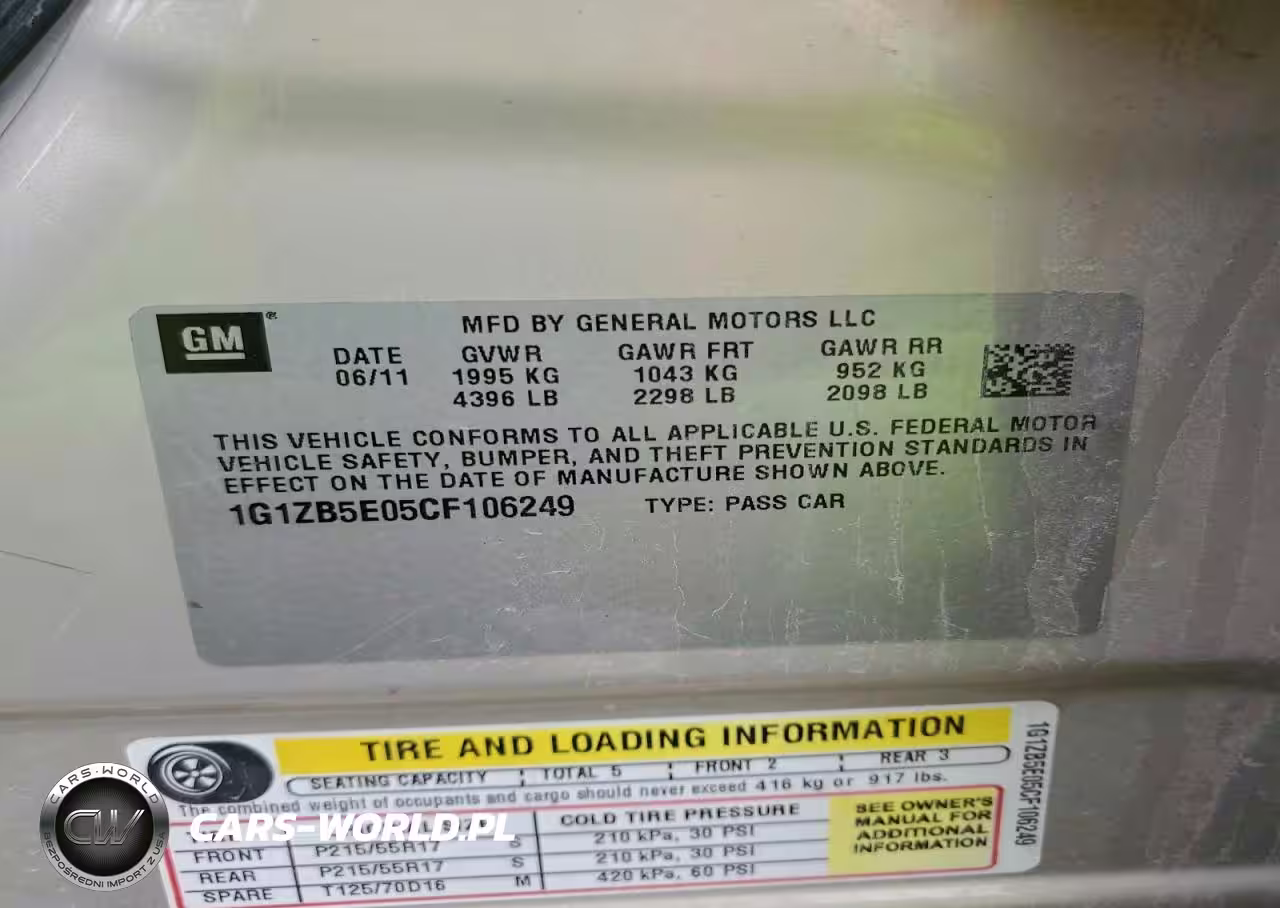 GM ®
MFD BY GENERAL MOTORS LLC
DATE GVWR GAWR FRT GAWR RR
06/11 1995 KG 1043 KG 952 KG
4396 LB 2298 LB 2098 LB
THIS VEHICLE CONFORMS TO ALL APPLICABLE U.S. FEDERAL MOTOR
VEHICLE SAFETY, BUMPER, AND THEFT PREVENTION STANDARDS IN
EFFECT ON THE DATE OF MANUFACTURE SHOWN ABOVE.
1G1ZB5E05CF106249 TYPE: PASS CAR
TIRE AND LOADING INFORMATION
SEATING CAPACITY TOTAL 5 FRONT 2 REAR 3
The combined weight of occupants and cargo should never exceed 416 kg or 917 lbs.
COLD TIRE PRESSURE
FRONT P215/55R17 S 210 kPa, 30 PSI
REAR P215/55R17 S 210 kPa, 30 PSI
SPARE T125/70D16 M 420 kPa, 60 PSI
SEE OWNER'S
MANUAL FOR
ADDITIONAL
INFORMATION
1G1ZB5E05CF106249
CARS-WORLD
CW
BEZPOŚREDNI IMPORT Z USA
CARS-WORLD.PL